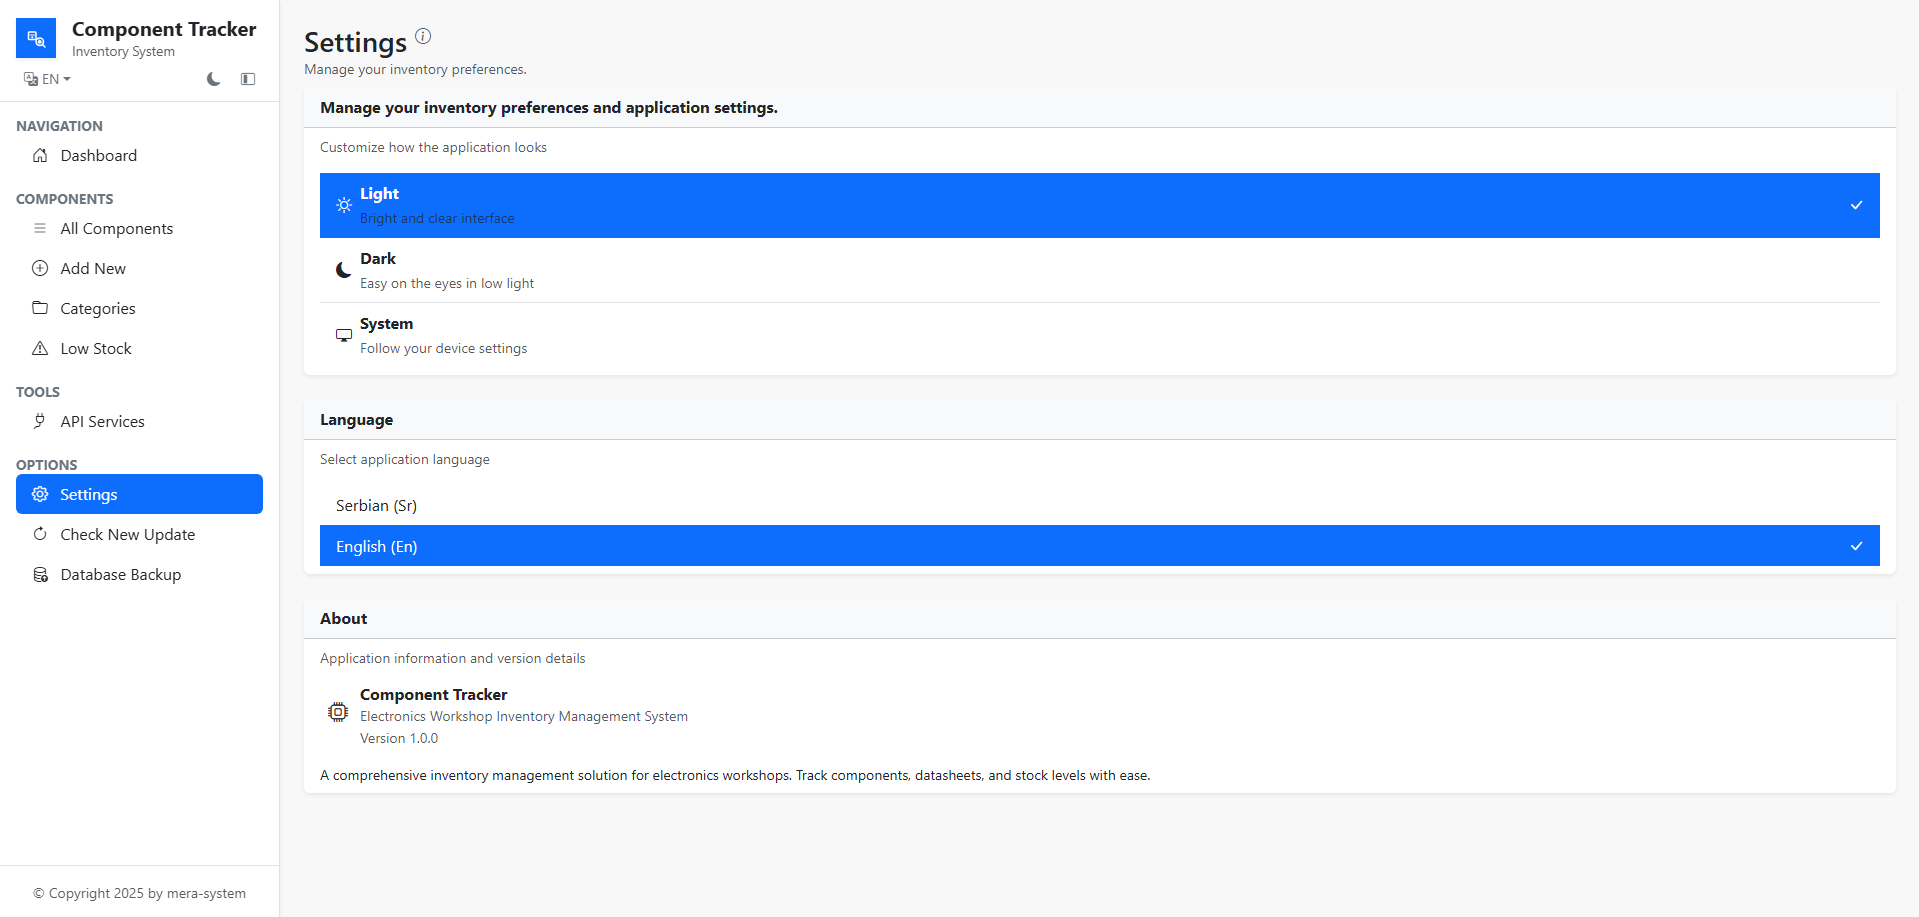 Component Tracker
Inventory System
EN
NAVIGATION
Dashboard
COMPONENTS
All Components
Add New
Categories
Low Stock
TOOLS
API Services
OPTIONS
Settings
Check New Update
Database Backup
© Copyright 2025 by mera-system
Settings
Manage your inventory preferences.
Manage your inventory preferences and application settings.
Customize how the application looks
Light
Bright and clear interface
Dark
Easy on the eyes in low light
System
Follow your device settings
Language
Select application language
Serbian (Sr)
English (En)
About
Application information and version details
Component Tracker
Electronics Workshop Inventory Management System
Version 1.0.0
A comprehensive inventory management solution for electronics workshops. Track components, datasheets, and stock levels with ease.